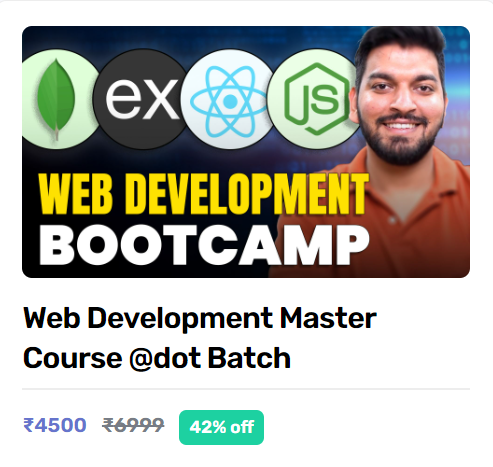 ex
JS
WEB DEVELOPMENT
BOOTCAMP
Web Development Master
Course @dot Batch
₹4500 ₹6999 42% off